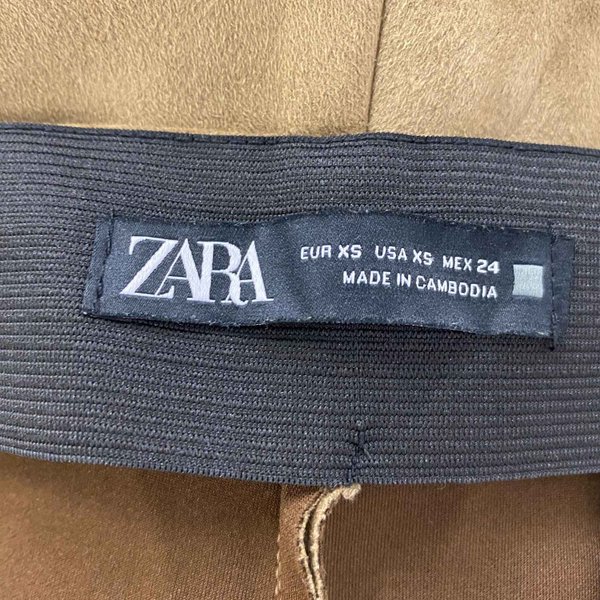 ZARA
EUR XS USA XS MEX 24
MADE IN CAMBODIA